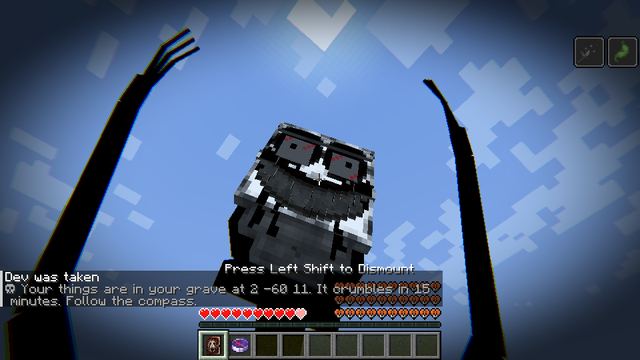 Press Left Shift to Dismount
Dev was taken
☠ Your things are in your grave at 2 -60 11. It crumbles in 15
minutes. Follow the compass.